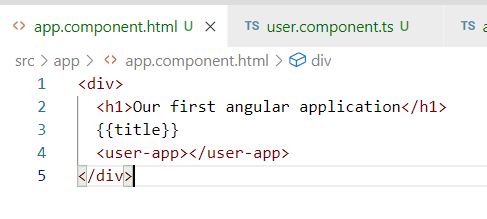 <> app.component.html U × TS user.component.ts U TS a
src > app > <> app.component.html > div
1 <div>
2 <h1>Our first angular application</h1>
3 {{title}}
4 <user-app></user-app>
5 </div>